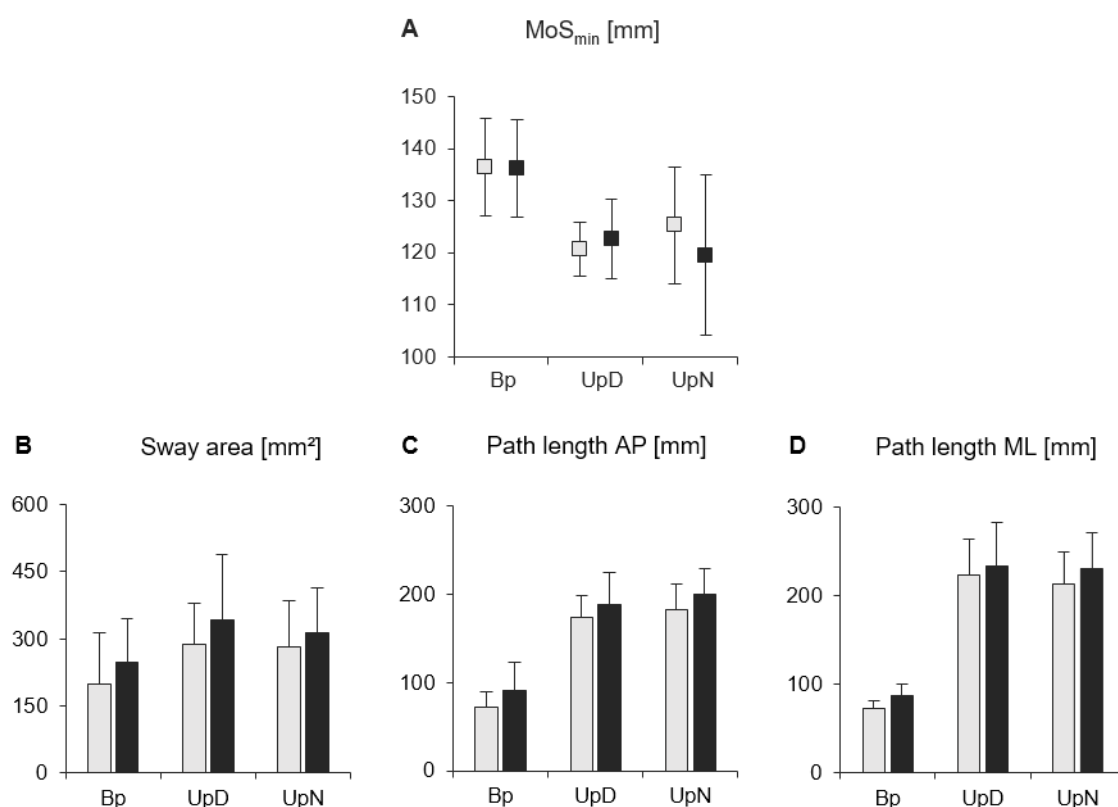 A MoS_min [mm]
150
140
130
120
110
100
Bp UpD UpN
B Sway area [mm²]
600
450
300
150
0
Bp UpD UpN
C Path length AP [mm]
300
200
100
0
Bp UpD UpN
D Path length ML [mm]
300
200
100
0
Bp UpD UpN